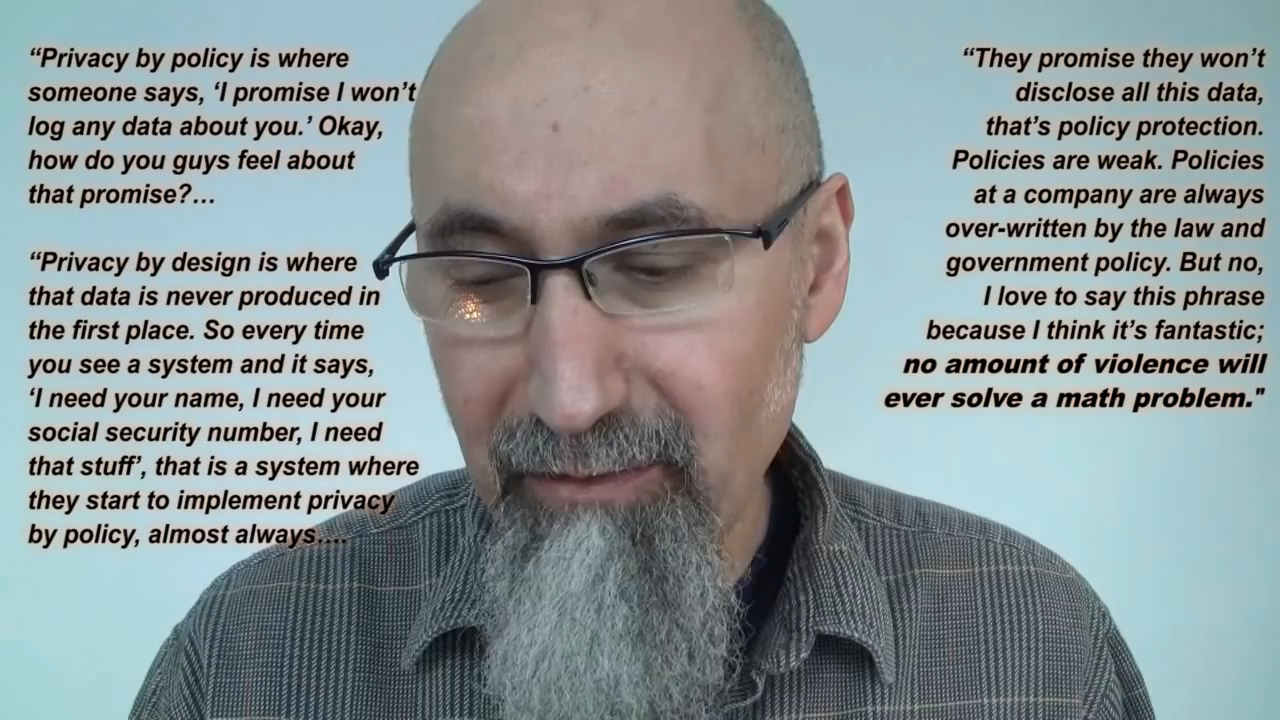 “Privacy by policy is where
someone says, ‘I promise I won’t
log any data about you.’ Okay,
how do you guys feel about
that promise?…
“Privacy by design is where
that data is never produced in
the first place. So every time
you see a system and it says,
‘I need your name, I need your
social security number, I need
that stuff’, that is a system where
they start to implement privacy
by policy, almost always….
“They promise they won’t
disclose all this data,
that’s policy protection.
Policies are weak. Policies
at a company are always
over-written by the law and
government policy. But no,
I love to say this phrase
because I think it’s fantastic;
no amount of violence will
ever solve a math problem."